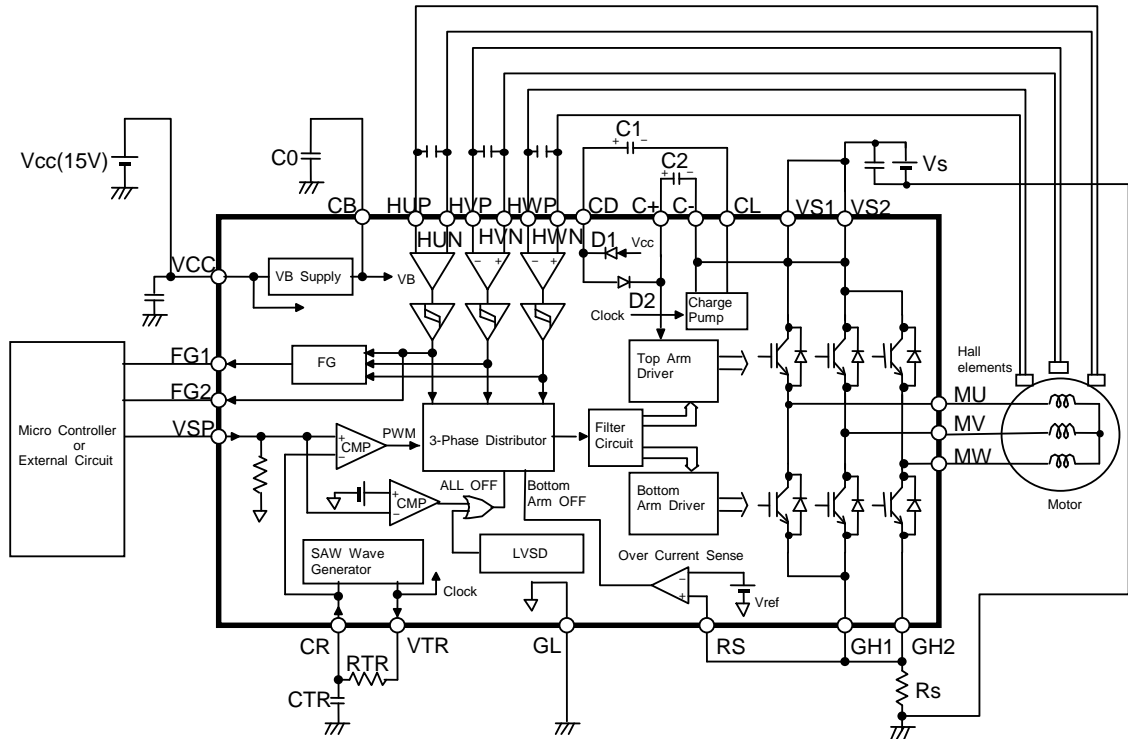 C1
+ −
C2
+ −
Vcc(15V)
C0
Vs
CB
HUP
HVP
HWP
CD
C+
C-
CL
VS1
VS2
HUN
HVN
HWN
VCC
VB Supply
VB
− +
− +
D1
Vcc
D2
Clock
Charge
Pump
FG1
FG
FG2
Top Arm
Driver
Hall
elements
MU
MV
MW
Micro Controller
or
External Circuit
VSP
+
−
CMP
PWM
3-Phase Distributor
Filter
Circuit
Motor
ALL OFF
Bottom
Arm OFF
+
−
CMP
Bottom
Arm Driver
SAW Wave
Generator
LVSD
Over Current Sense
Clock
−
+
Vref
CR
VTR
GL
RS
GH1
GH2
RTR
CTR
Rs